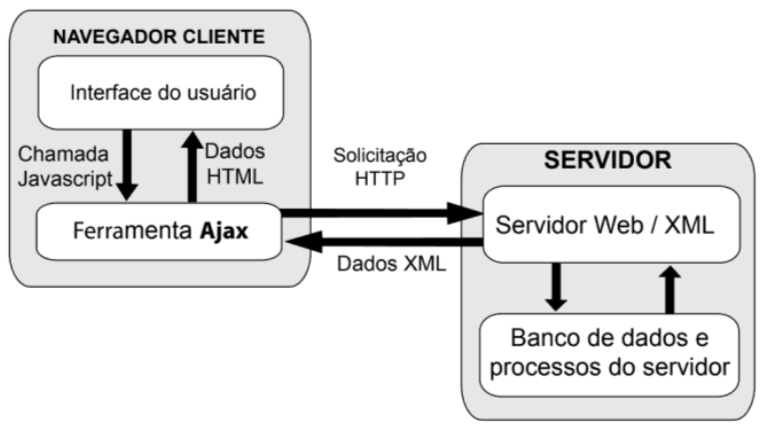 NAVEGADOR CLIENTE
Interface do usuário
Chamada
Javascript
Dados
HTML
Ferramenta Ajax
Solicitação
HTTP
Dados XML
SERVIDOR
Servidor Web / XML
Banco de dados e
processos do servidor